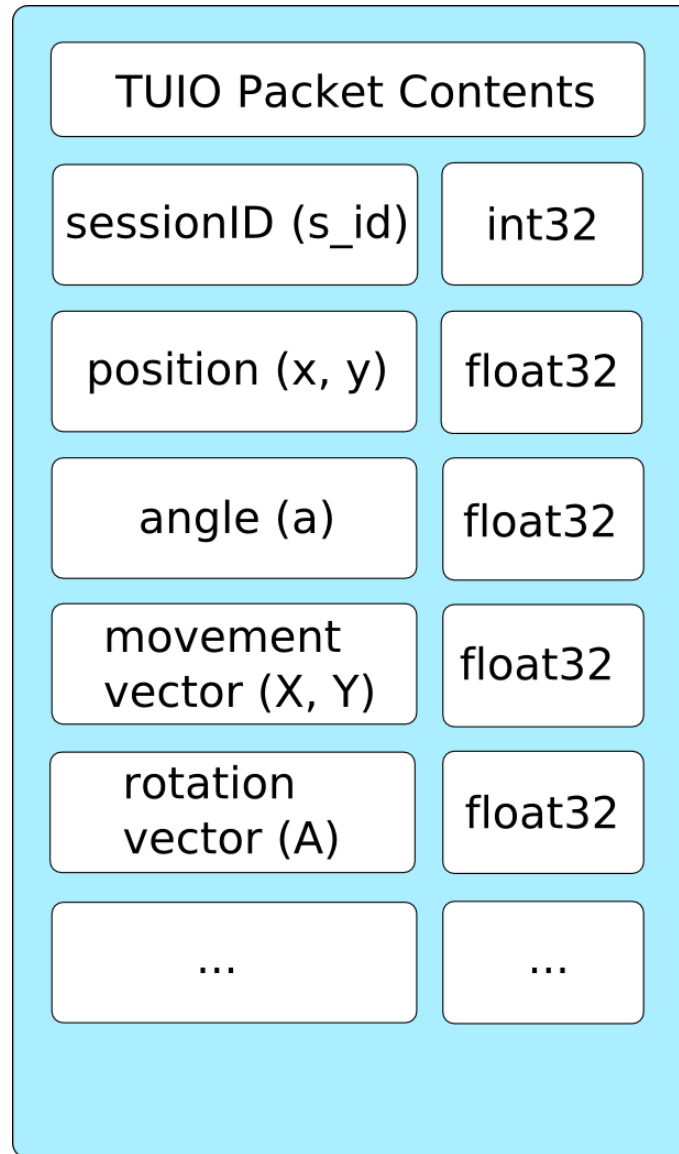 TUIO Packet Contents
sessionID (s_id) int32
position (x, y) float32
angle (a) float32
movement
vector (X, Y) float32
rotation
vector (A) float32
... ...